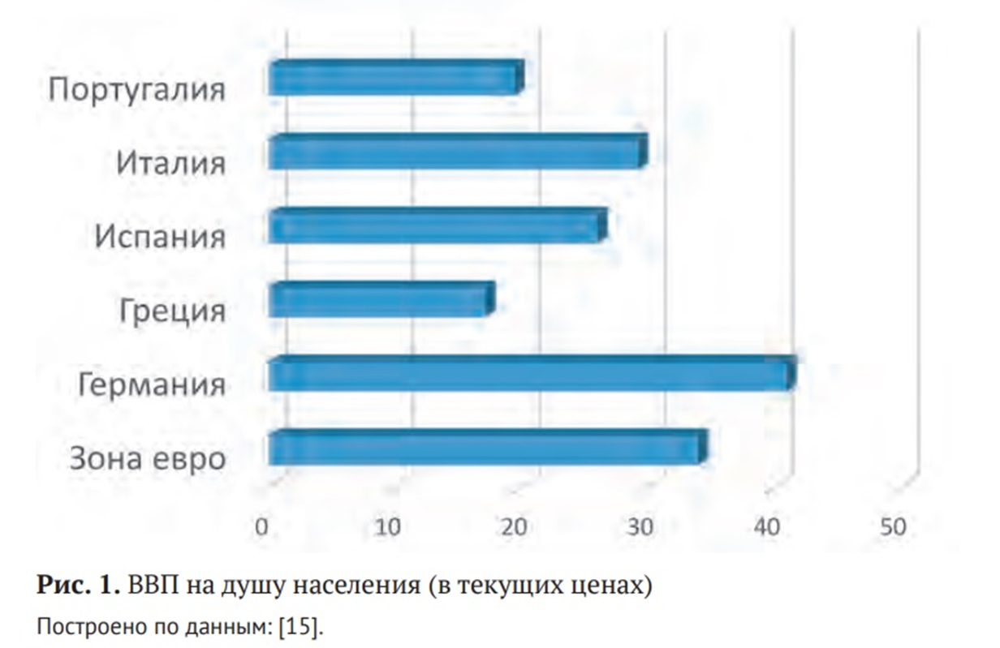 Португалия
Италия
Испания
Греция
Германия
Зона евро
0 10 20 30 40 50
Рис. 1. ВВП на душу населения (в текущих ценах)
Построено по данным: [15].